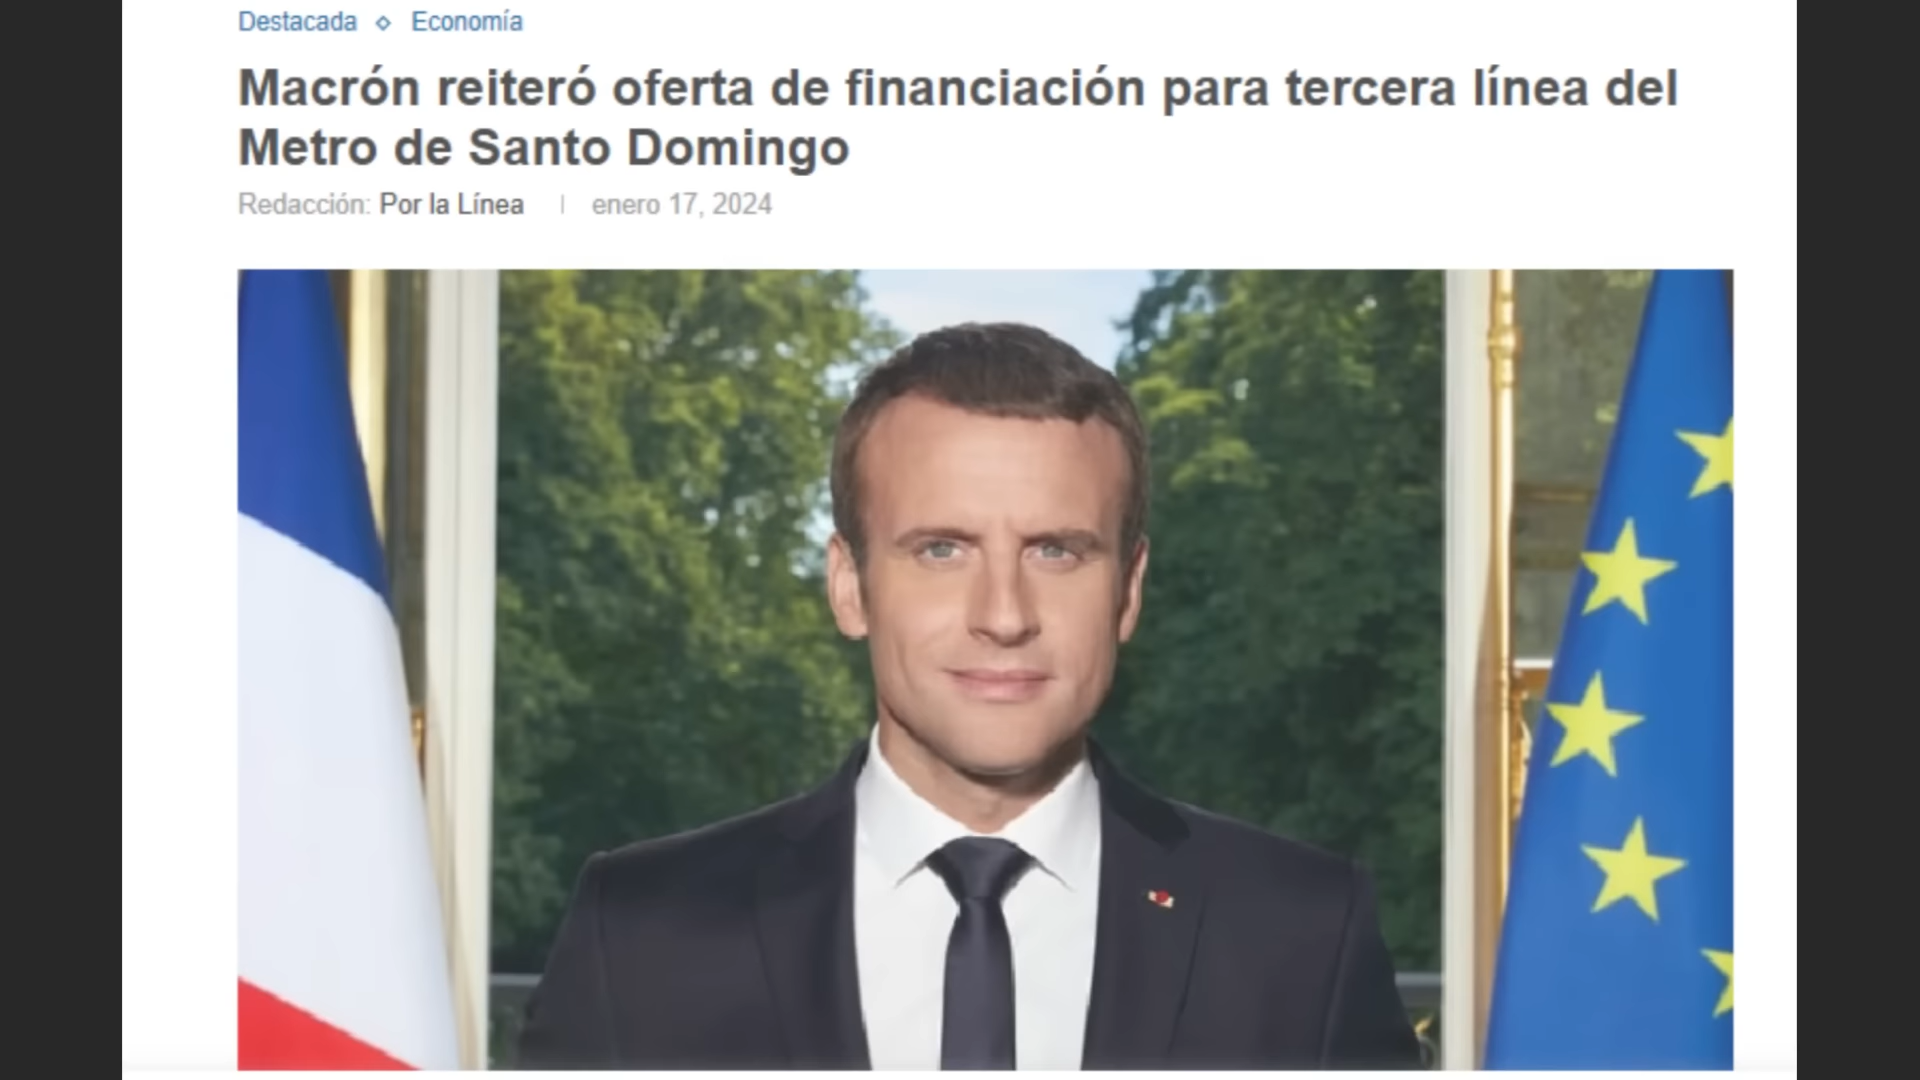 Destacada ⋄ Economía
Macrón reiteró oferta de financiación para tercera línea del
Metro de Santo Domingo
Redacción: Por la Línea | enero 17, 2024